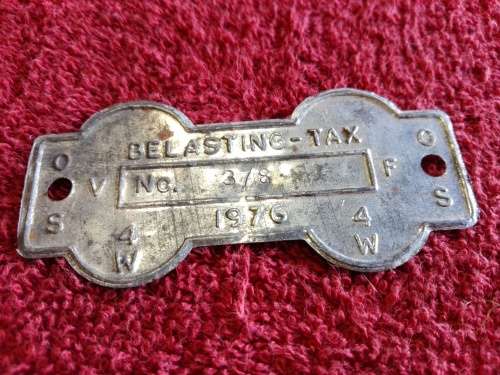 BELASTING-TAX
O V S
No. 378
O F S
1976
4 W
4 W